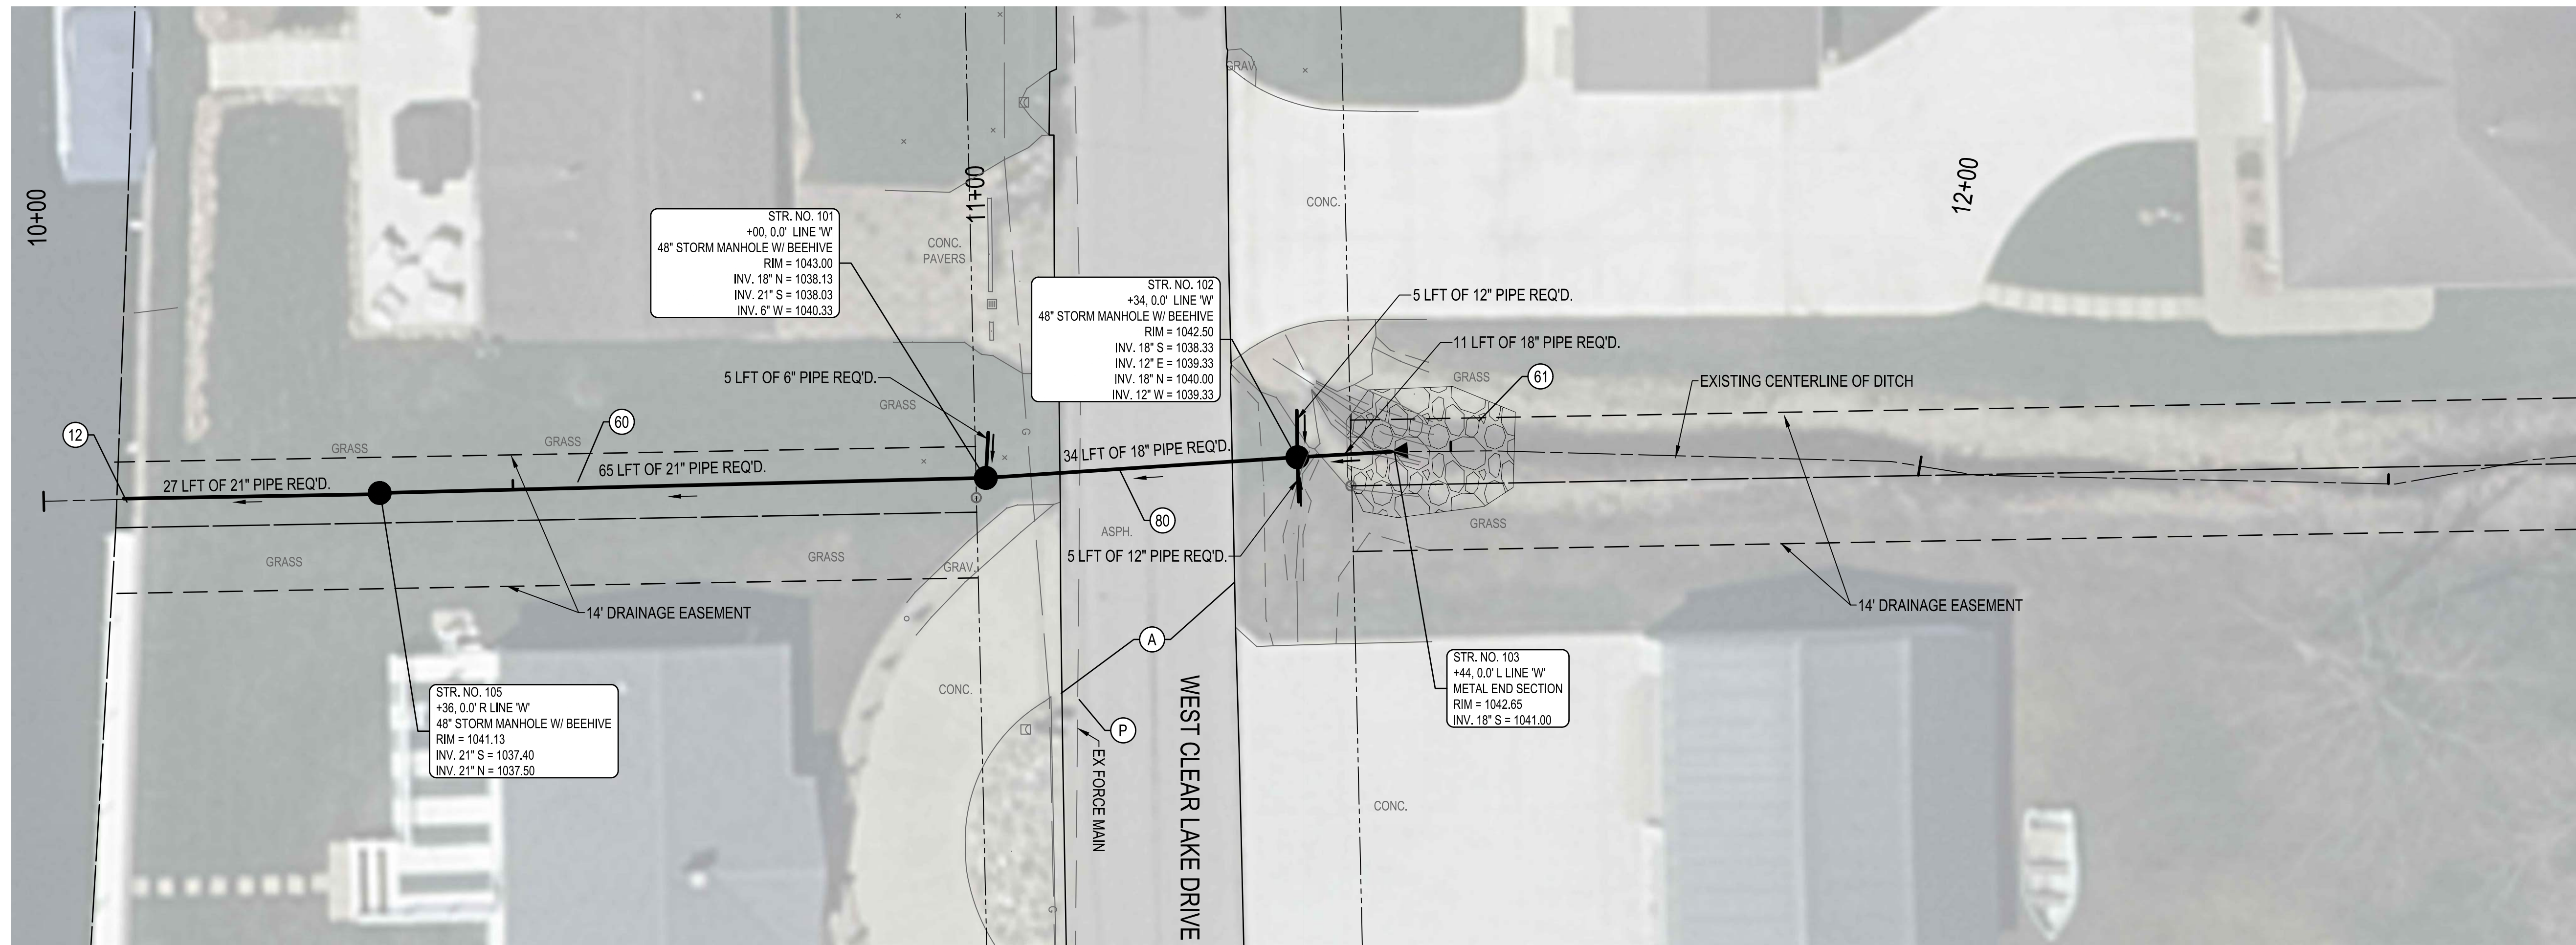 10+00
11+00
12+00
GRAV.
CONC.
CONC.
PAVERS
STR. NO. 101
+00, 0.0' LINE 'W'
48" STORM MANHOLE W/ BEEHIVE
RIM = 1043.00
INV. 18" N = 1038.13
INV. 21" S = 1038.03
INV. 6" W = 1040.33
STR. NO. 102
+34, 0.0' LINE 'W'
48" STORM MANHOLE W/ BEEHIVE
RIM = 1042.50
INV. 18" S = 1038.33
INV. 12" E = 1039.33
INV. 18" N = 1040.00
INV. 12" W = 1039.33
5 LFT OF 12" PIPE REQ'D.
11 LFT OF 18" PIPE REQ'D.
5 LFT OF 6" PIPE REQ'D.
GRASS
61
EXISTING CENTERLINE OF DITCH
GRASS
12
60
GRASS
GRASS
G
27 LFT OF 21" PIPE REQ'D.
65 LFT OF 21" PIPE REQ'D.
34 LFT OF 18" PIPE REQ'D.
80
ASPH.
GRASS
5 LFT OF 12" PIPE REQ'D.
GRASS
GRASS
GRAV.
14' DRAINAGE EASEMENT
14' DRAINAGE EASEMENT
A
STR. NO. 103
+44, 0.0' L LINE 'W'
METAL END SECTION
RIM = 1042.65
INV. 18" S = 1041.00
STR. NO. 105
+36, 0.0' R LINE 'W'
48" STORM MANHOLE W/ BEEHIVE
RIM = 1041.13
INV. 21" S = 1037.40
INV. 21" N = 1037.50
CONC.
P
EX FORCE MAIN
WEST CLEAR LAKE DRIVE
CONC.
G